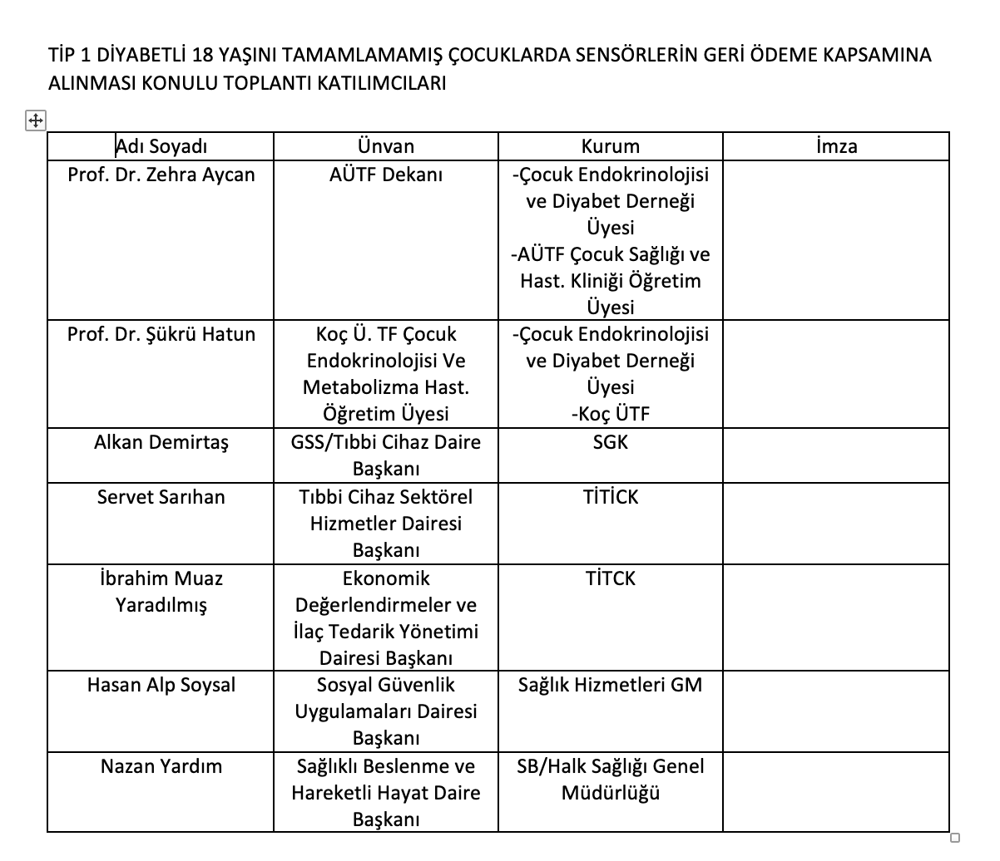 TİP 1 DİYABETLİ 18 YAŞINI TAMAMLAMAMIŞ ÇOCUKLARDA SENSÖRLERİN GERİ ÖDEME KAPSAMINA
ALINMASI KONULU TOPLANTI KATILIMCILARI
Adı Soyadı Ünvan Kurum İmza
Prof. Dr. Zehra Aycan AÜTF Dekanı -Çocuk Endokrinolojisi
ve Diyabet Derneği
Üyesi
-AÜTF Çocuk Sağlığı ve
Hast. Kliniği Öğretim
Üyesi
Prof. Dr. Şükrü Hatun Koç Ü. TF Çocuk -Çocuk Endokrinolojisi
Endokrinolojisi Ve ve Diyabet Derneği
Metabolizma Hast. Üyesi
Öğretim Üyesi -Koç ÜTF
Alkan Demirtaş GSS/Tıbbi Cihaz Daire SGK
Başkanı
Servet Sarıhan Tıbbi Cihaz Sektörel TİTİCK
Hizmetler Dairesi
Başkanı
İbrahim Muaz Ekonomik TİTCK
Yaradılmış Değerlendirmeler ve
İlaç Tedarik Yönetimi
Dairesi Başkanı
Hasan Alp Soysal Sosyal Güvenlik Sağlık Hizmetleri GM
Uygulamaları Dairesi
Başkanı
Nazan Yardım Sağlıklı Beslenme ve SB/Halk Sağlığı Genel
Hareketli Hayat Daire Müdürlüğü
Başkanı